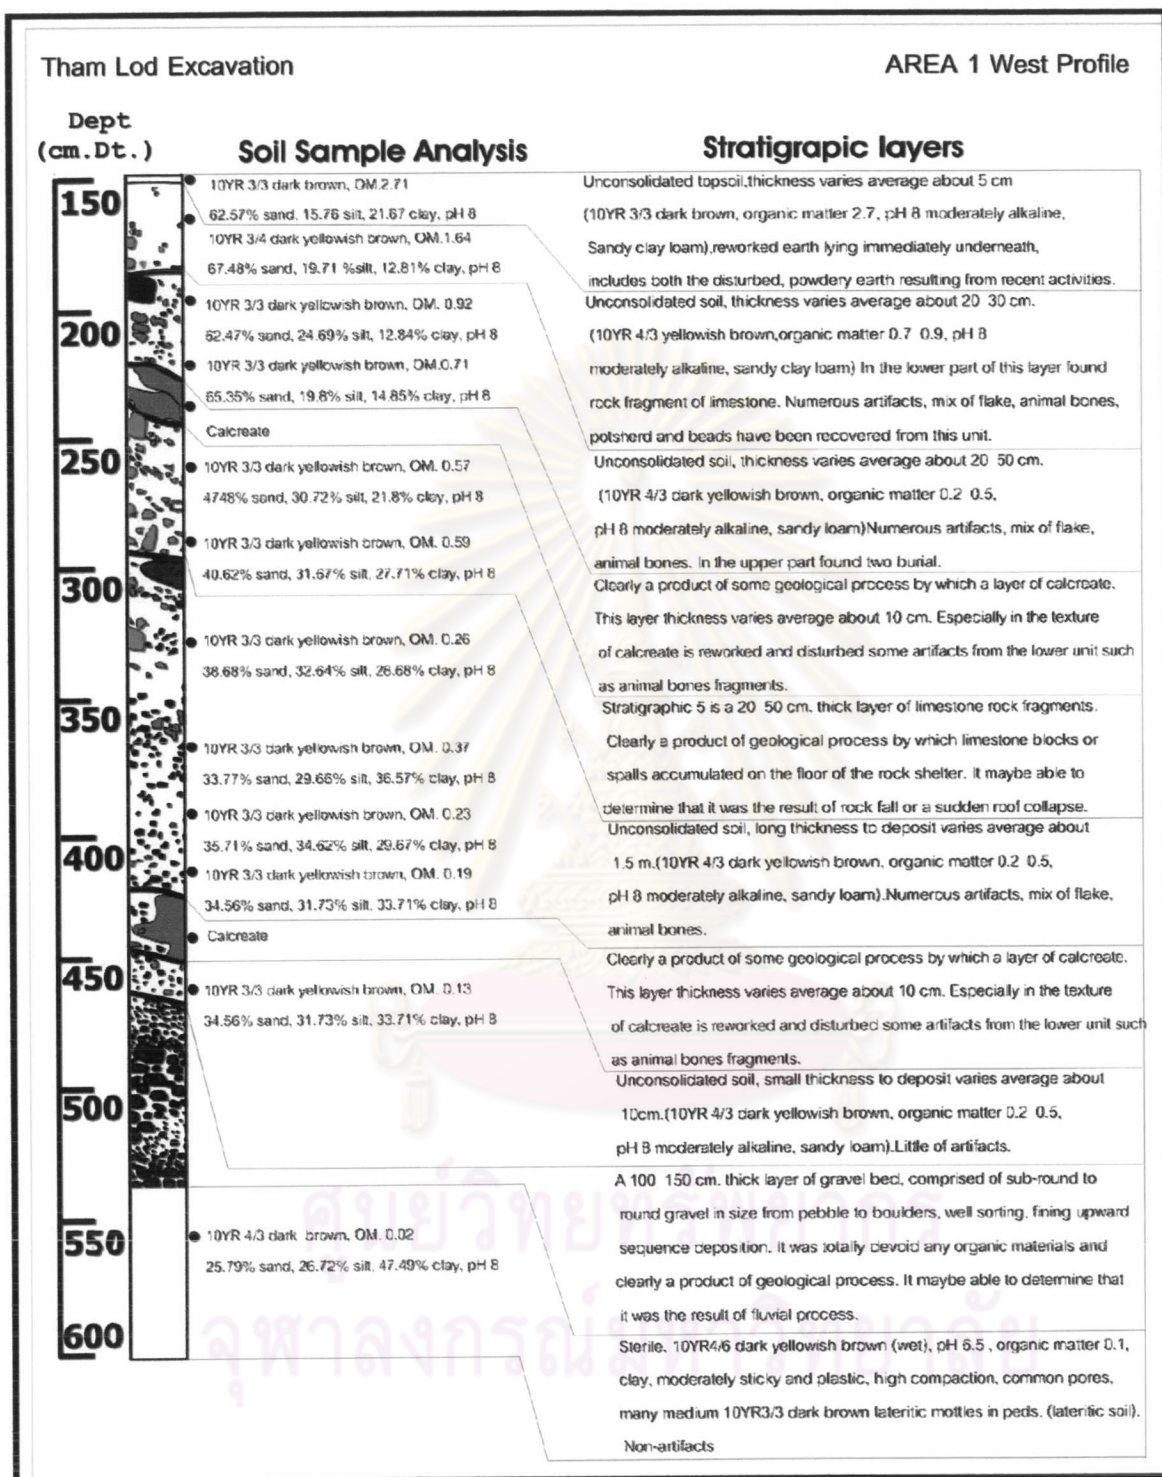 Tham Lod Excavation
AREA 1 West Profile
Dept
(cm.Dt.)
Soil Sample Analysis
Stratigrapic layers
150
200
250
300
350
400
450
500
550
600
10YR 3/3 dark brown, OM.2.71
62.57% sand, 15.76 silt, 21.67 clay, pH 8
10YR 3/4 dark yellowish brown, OM.1.64
67.48% sand, 19.71 %silt, 12.81% clay, pH 8
10YR 3/3 dark yellowish brown, OM. 0.92
62.47% sand, 24.69% silt, 12.84% clay, pH 8
10YR 3/3 dark yellowish brown, OM.0.71
65.35% sand, 19.8% silt, 14.85% clay, pH 8
Calcreate
10YR 3/3 dark yellowish brown, OM. 0.57
4748% sand, 30.72% silt, 21.8% clay, pH 8
10YR 3/3 dark yellowish brown, OM. 0.59
40.62% sand, 31.67% silt, 27.71% clay, pH 8
10YR 3/3 dark yellowish brown, OM. 0.26
38.68% sand, 32.64% silt, 28.68% clay, pH 8
10YR 3/3 dark yellowish brown, OM. 0.37
33.77% sand, 29.66% silt, 36.57% clay, pH 8
10YR 3/3 dark yellowish brown, OM. 0.23
35.71% sand, 34.62% silt, 29.67% clay, pH 8
10YR 3/3 dark yellowish brown, OM. 0.19
34.56% sand, 31.73% silt, 33.71% clay, pH 8
Calcreate
10YR 3/3 dark yellowish brown, OM. 0.13
34.56% sand, 31.73% silt, 33.71% clay, pH 8
10YR 4/3 dark brown, OM. 0.02
25.79% sand, 26.72% silt, 47.49% clay, pH 8
Unconsolidated topsoil,thickness varies average about 5 cm
(10YR 3/3 dark brown, organic matter 2.7, pH 8 moderately alkaline,
Sandy clay loam),reworked earth lying immediately underneath,
includes both the disturbed, powdery earth resulting from recent activities.
Unconsolidated soil, thickness varies average about 20 30 cm.
(10YR 4/3 yellowish brown,organic matter 0.7 0.9, pH 8
moderately alkaline, sandy clay loam) In the lower part of this layer found
rock fragment of limestone. Numerous artifacts, mix of flake, animal bones,
potsherd and beads have been recovered from this unit.
Unconsolidated soil, thickness varies average about 20 50 cm.
(10YR 4/3 dark yellowish brown, organic matter 0.2 0.5,
pH 8 moderately alkaline, sandy loam)Numerous artifacts, mix of flake,
animal bones. In the upper part found two burial.
Clearly a product of some geological process by which a layer of calcreate.
This layer thickness varies average about 10 cm. Especially in the texture
of calcreate is reworked and disturbed some artifacts from the lower unit such
as animal bones fragments.
Stratigraphic 5 is a 20 50 cm. thick layer of limestone rock fragments.
Clearly a product of geological process by which limestone blocks or
spalls accumulated on the floor of the rock shelter. It maybe able to
determine that it was the result of rock fall or a sudden roof collapse.
Unconsolidated soil, long thickness to deposit varies average about
1.5 m.(10YR 4/3 dark yellowish brown, organic matter 0.2 0.5,
pH 8 moderately alkaline, sandy loam).Numerous artifacts, mix of flake,
animal bones.
Clearly a product of some geological process by which a layer of calcreate.
This layer thickness varies average about 10 cm. Especially in the texture
of calcreate is reworked and disturbed some artifacts from the lower unit such
as animal bones fragments.
Unconsolidated soil, small thickness to deposit varies average about
10cm.(10YR 4/3 dark yellowish brown, organic matter 0.2 0.5,
pH 8 moderately alkaline, sandy loam).Little of artifacts.
A 100 150 cm. thick layer of gravel bed, comprised of sub-round to
round gravel in size from pebble to boulders, well sorting, fining upward
sequence deposition. It was totally devoid any organic materials and
clearly a product of geological process. It maybe able to determine that
it was the result of fluvial process.
Sterile, 10YR4/6 dark yellowish brown (wet), pH 6.5 , organic matter 0.1,
clay, moderately sticky and plastic, high compaction, common pores,
many medium 10YR3/3 dark brown lateritic mottles in peds. (lateritic soil).
Non-artifacts
ศูนย์วิทยทรัพยากร
จุฬาลงกรณ์มหาวิทยาลัย